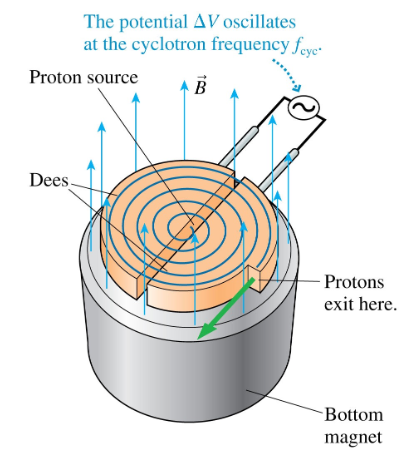 The potential ΔV oscillates
at the cyclotron frequency f_cyc.
Proton source
B⃗
Dees
Protons
exit here.
Bottom
magnet